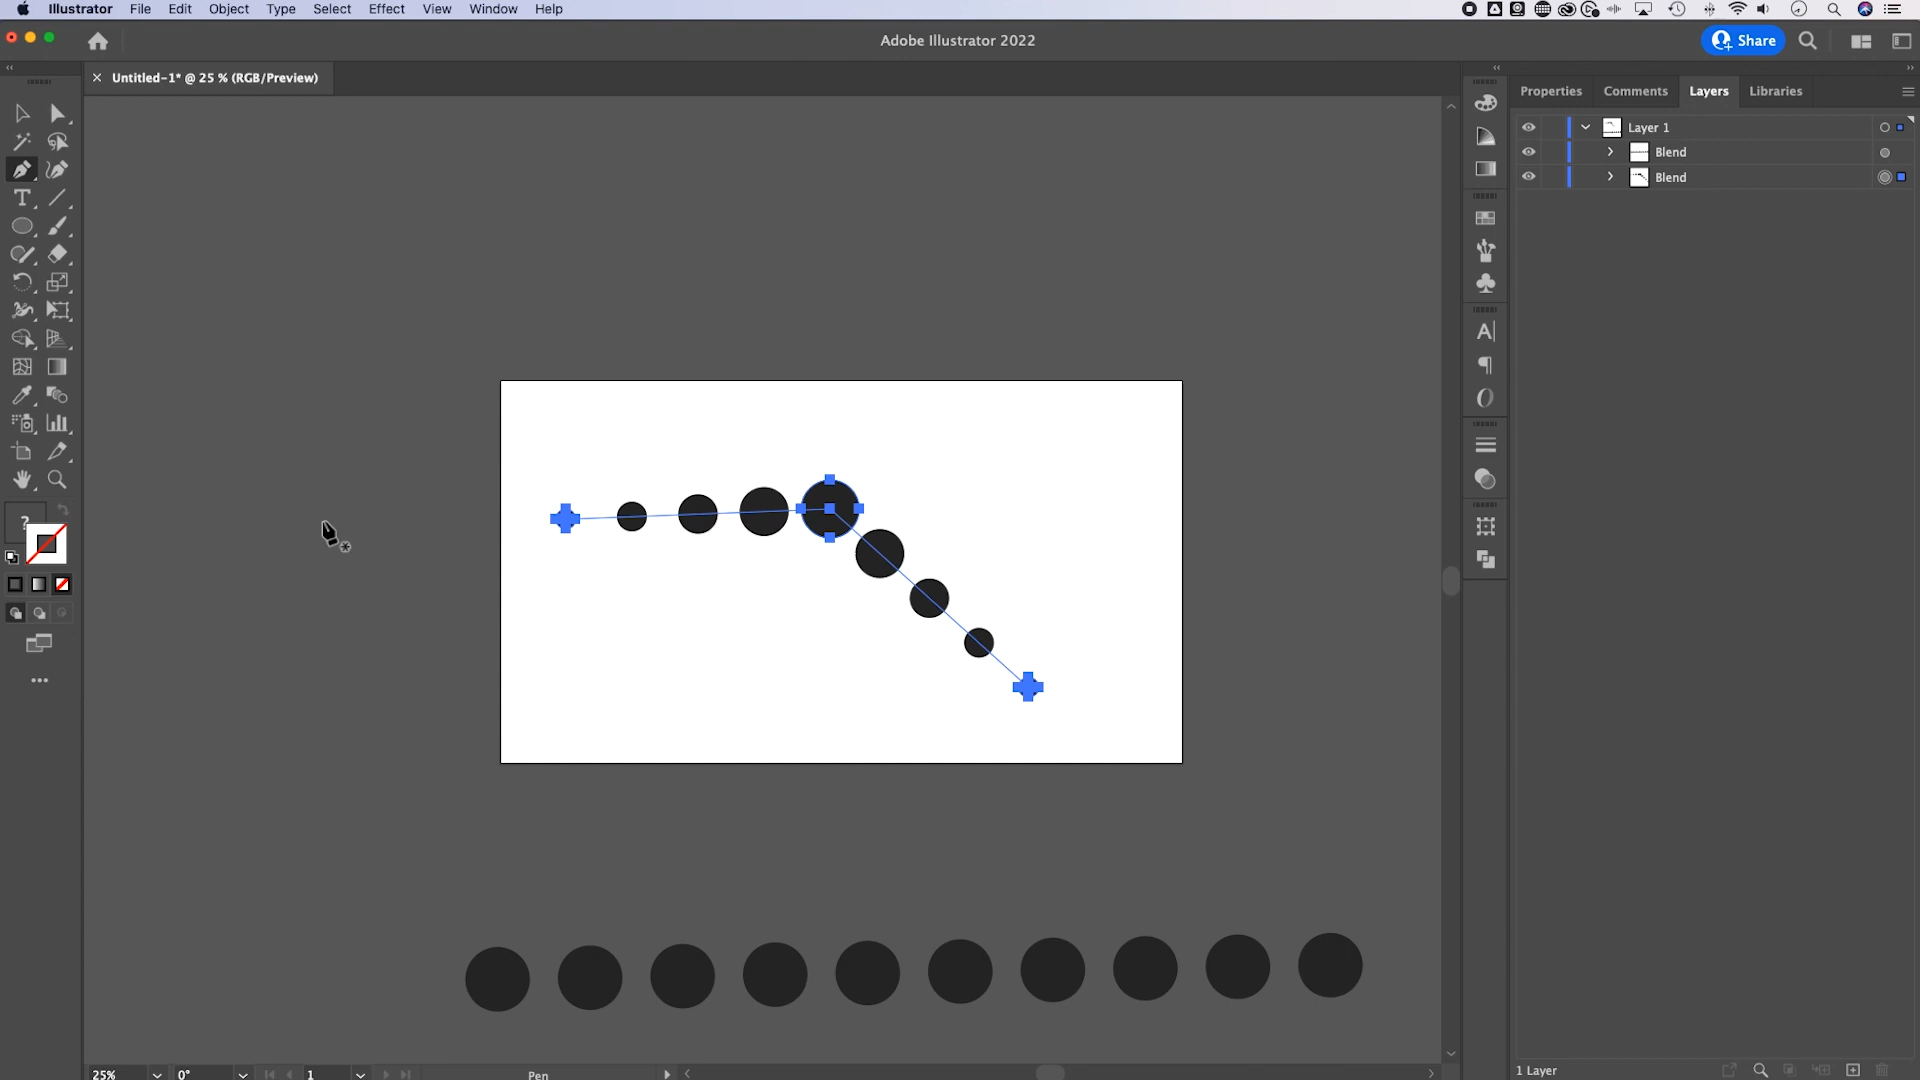 Illustrator File Edit Object Type Select Effect View Window Help
Adobe Illustrator 2022
Share
× Untitled-1* @ 25 % (RGB/Preview)
Properties Comments Layers Libraries
Layer 1
Blend
Blend
?
25% 0° 1 Pen
1 Layer